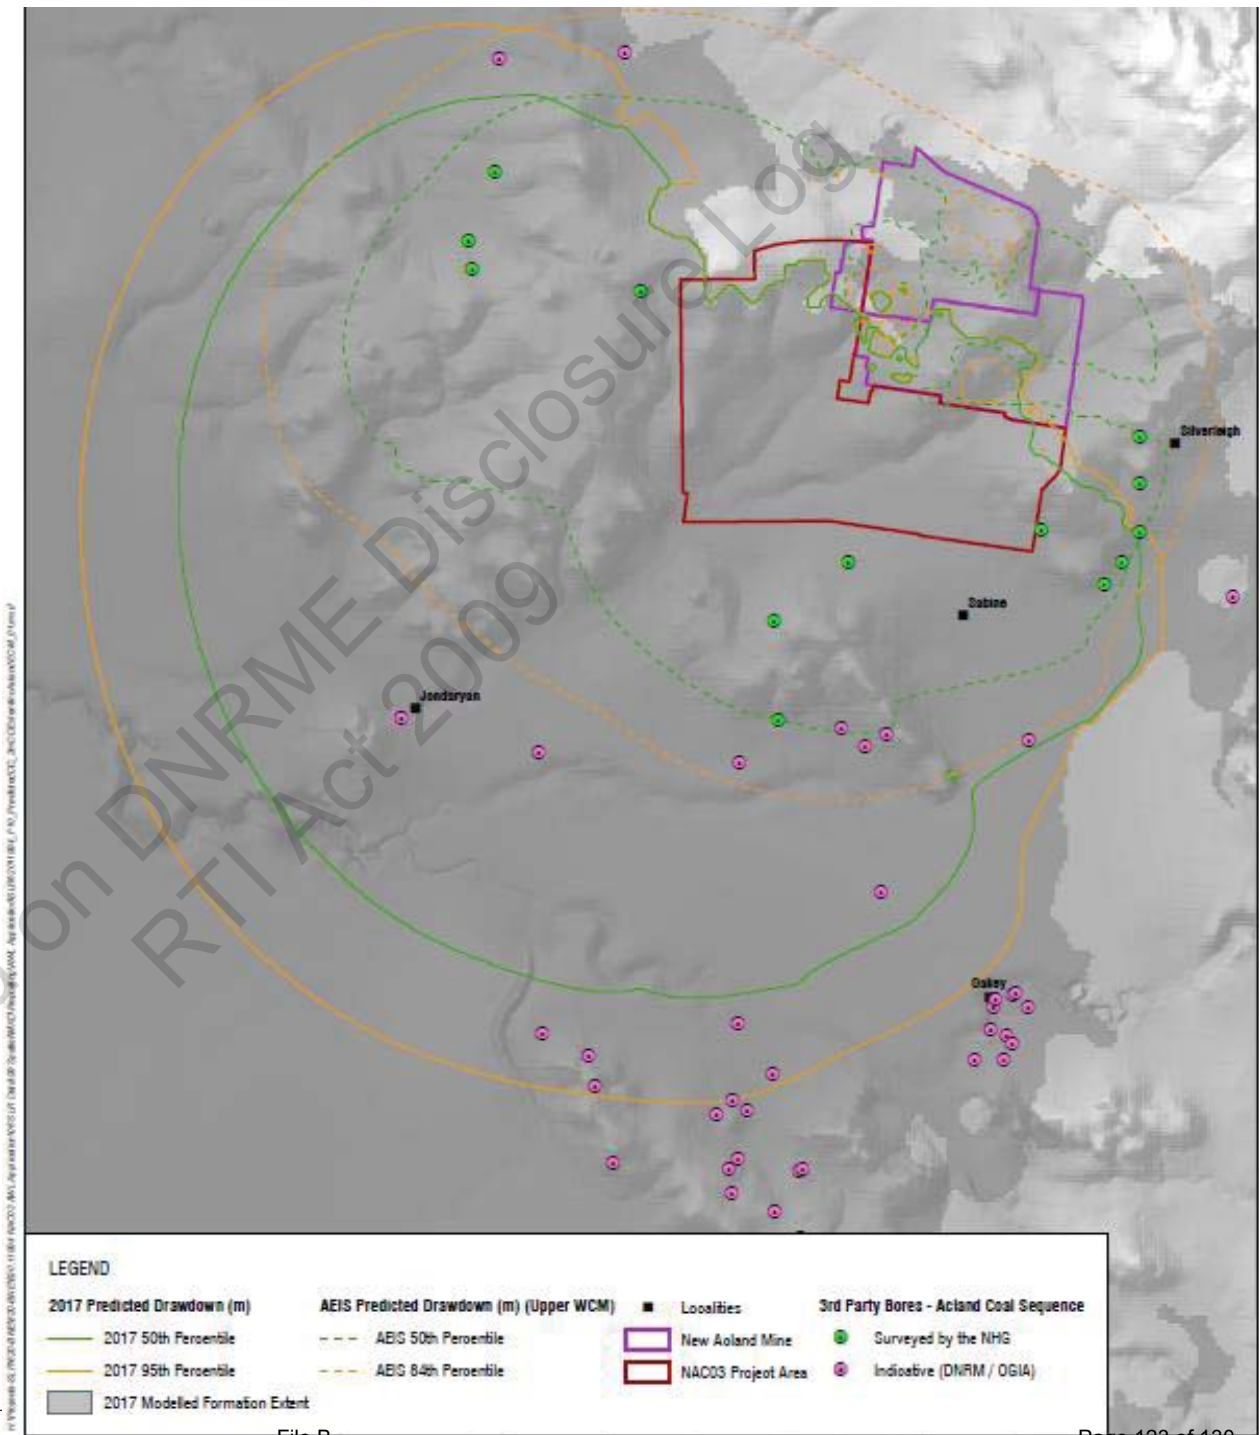 on DNRME Disclosure Log
RTI Act 2009
Silverleigh
Sabine
Jondaryan
Oakey
LEGEND
2017 Predicted Drawdown (m)
2017 50th Percentile
2017 95th Percentile
2017 Modelled Formation Extent
AEIS Predicted Drawdown (m) (Upper WCM)
AEIS 50th Percentile
AEIS 84th Percentile
Localities
New Acland Mine
NAC03 Project Area
3rd Party Bores - Acland Coal Sequence
Surveyed by the NHG
Indicative (DNRM / OGIA)